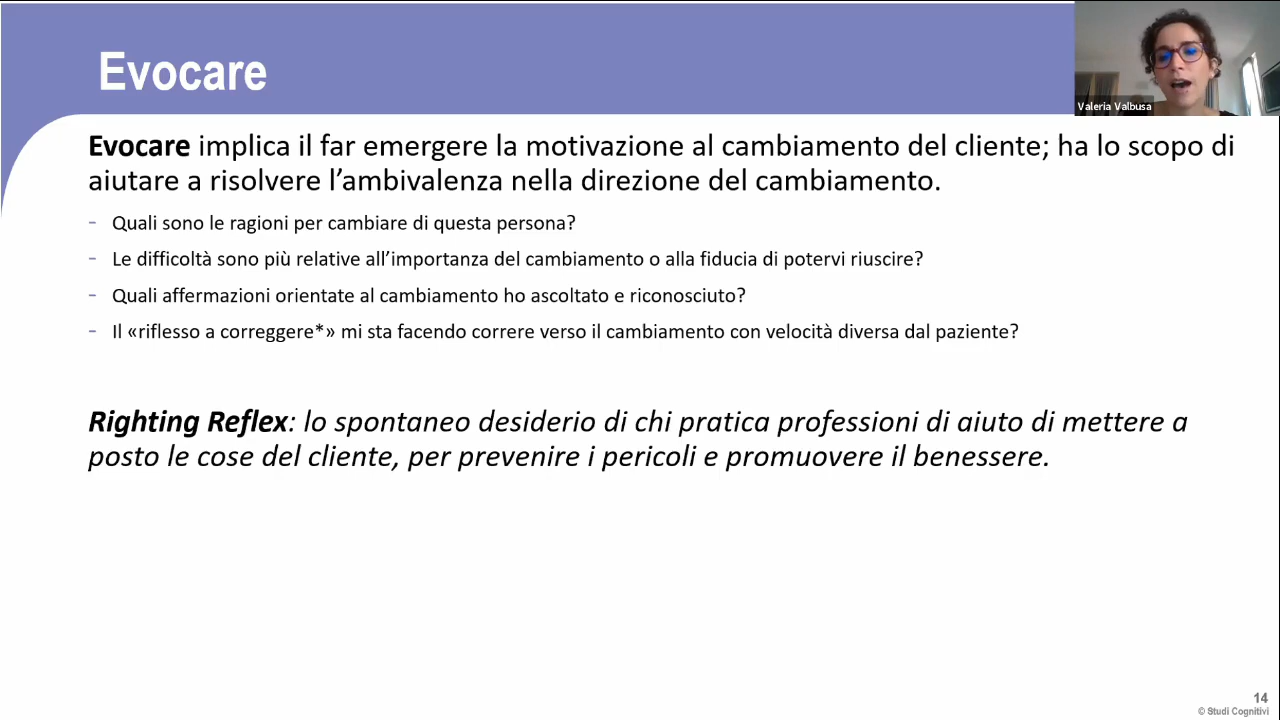 Evocare
Valeria Valbusa
Evocare implica il far emergere la motivazione al cambiamento del cliente; ha lo scopo di
aiutare a risolvere l’ambivalenza nella direzione del cambiamento.
- Quali sono le ragioni per cambiare di questa persona?
- Le difficoltà sono più relative all’importanza del cambiamento o alla fiducia di potervi riuscire?
- Quali affermazioni orientate al cambiamento ho ascoltato e riconosciuto?
- Il «riflesso a correggere*» mi sta facendo correre verso il cambiamento con velocità diversa dal paziente?
Righting Reflex: lo spontaneo desiderio di chi pratica professioni di aiuto di mettere a
posto le cose del cliente, per prevenire i pericoli e promuovere il benessere.
14
© Studi Cognitivi